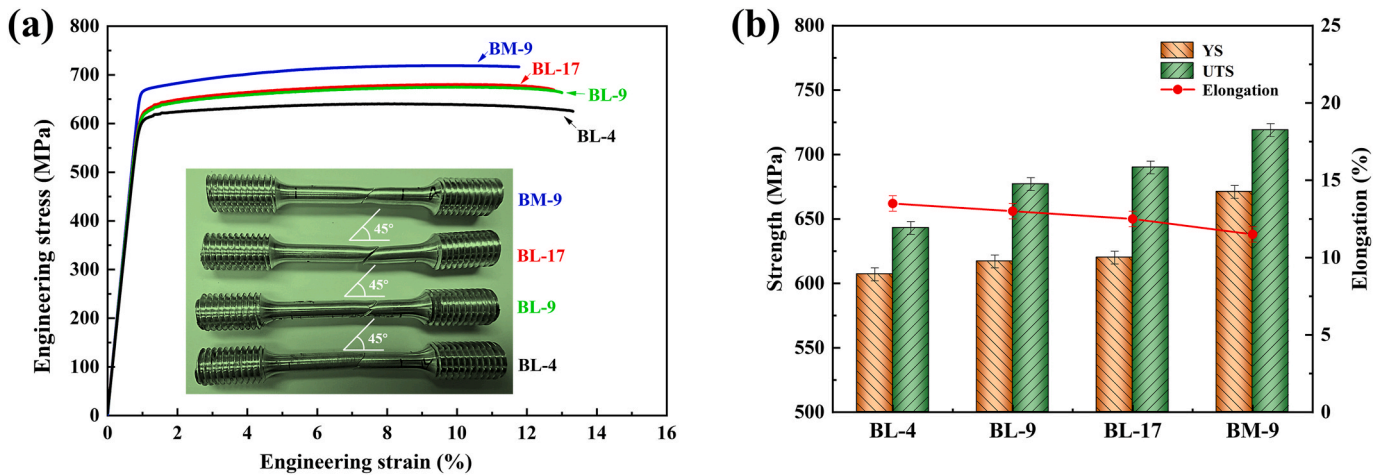 (a)
800
700
600
500
400
300
200
100
0
Engineering stress (MPa)
0 2 4 6 8 10 12 14 16
Engineering strain (%)
BM-9
BL-17
BL-9
BL-4
45°
45°
45°
BM-9
BL-17
BL-9
BL-4
(b)
800
750
700
650
600
550
500
Strength (MPa)
YS
UTS
Elongation
BL-4 BL-9 BL-17 BM-9
25
20
15
10
5
0
Elongation (%)